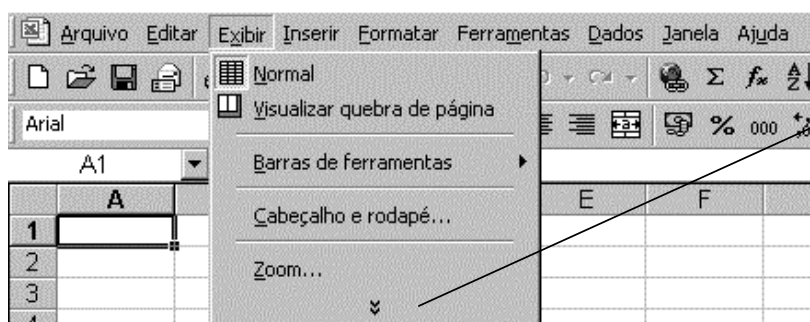 Arquivo Editar Exibir Inserir Formatar Ferramentas Dados Janela Ajuda
Normal
Σ fx A Z
Visualizar quebra de página
Arial
a
% 000
A1
Barras de ferramentas
A E F
Cabeçalho e rodapé...
1
2
Zoom...
3